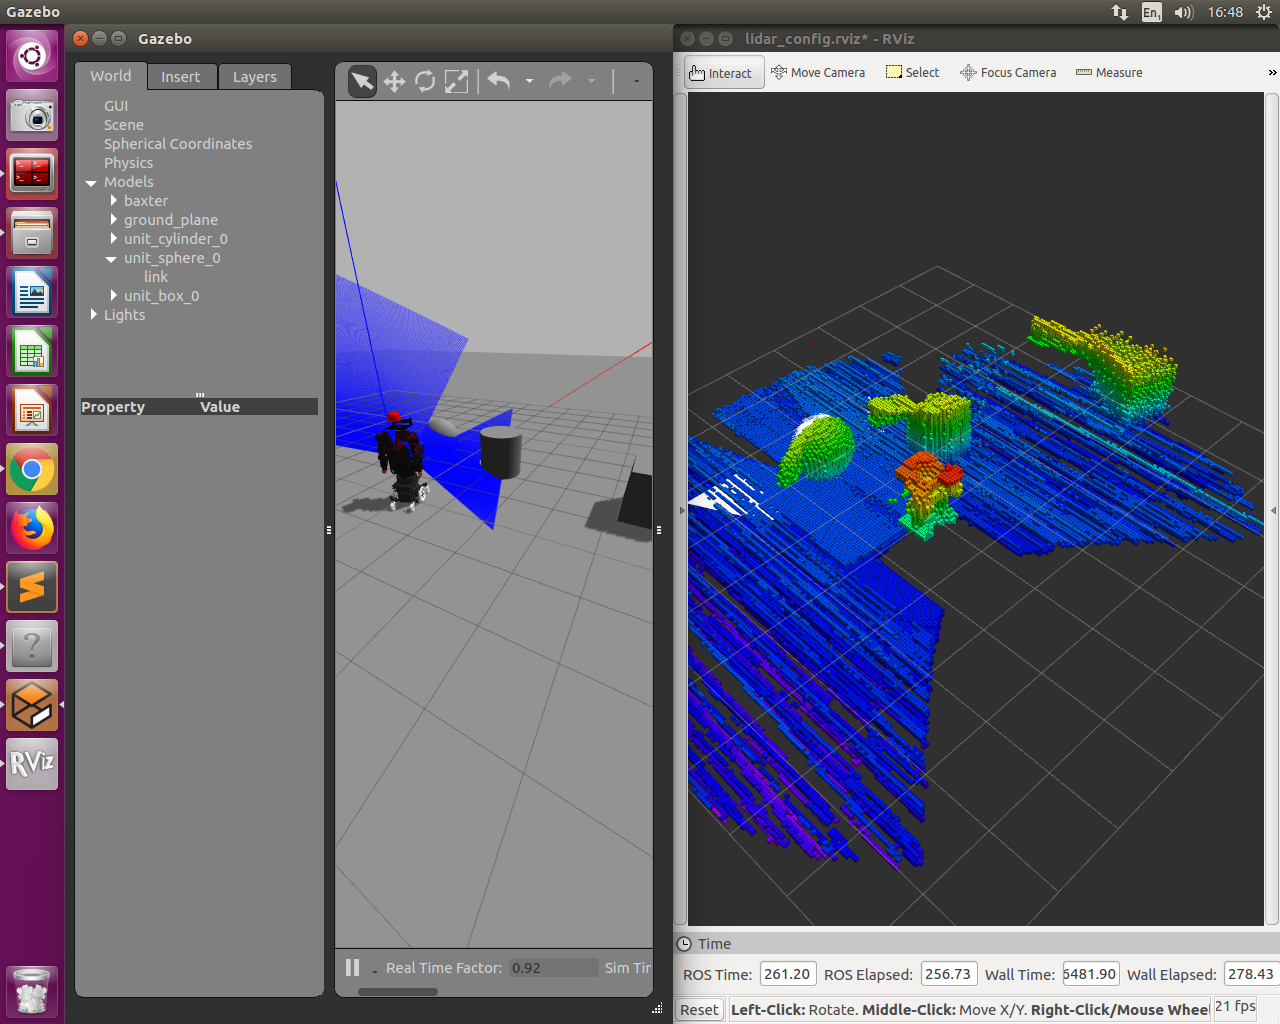 Gazebo
En1
16:48
Gazebo
World
Insert
Layers
GUI
Scene
Spherical Coordinates
Physics
Models
baxter
ground_plane
unit_cylinder_0
unit_sphere_0
link
unit_box_0
Lights
Property Value
Real Time Factor: 0.92 Sim Tir
lidar_config.rviz* - RViz
Interact Move Camera Select Focus Camera Measure »
Time
ROS Time: 261.20 ROS Elapsed: 256.73 Wall Time: 5481.90 Wall Elapsed: 278.43
Reset Left-Click: Rotate. Middle-Click: Move X/Y. Right-Click/Mouse Wheel 21 fps
RViz